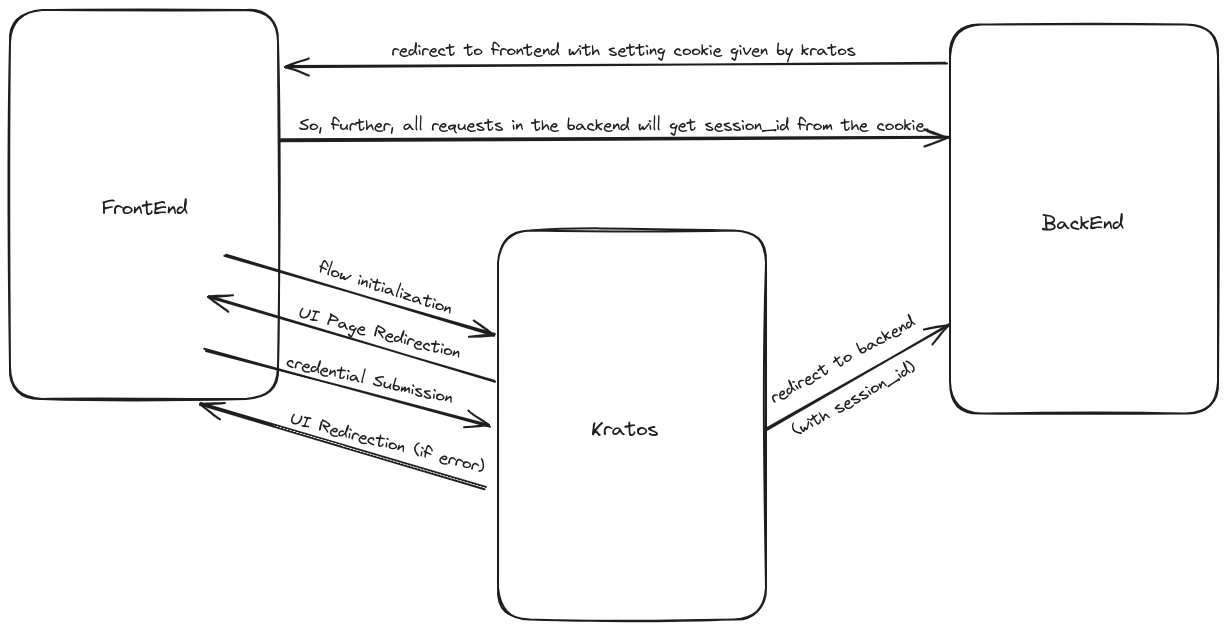 redirect to frontend with setting cookie given by kratos
So, further, all requests in the backend will get session_id from the cookie.
FrontEnd
BackEnd
flow initialization
UI Page Redirection
credential Submission
UI Redirection (if error)
Kratos
redirect to backend
(with session_id)